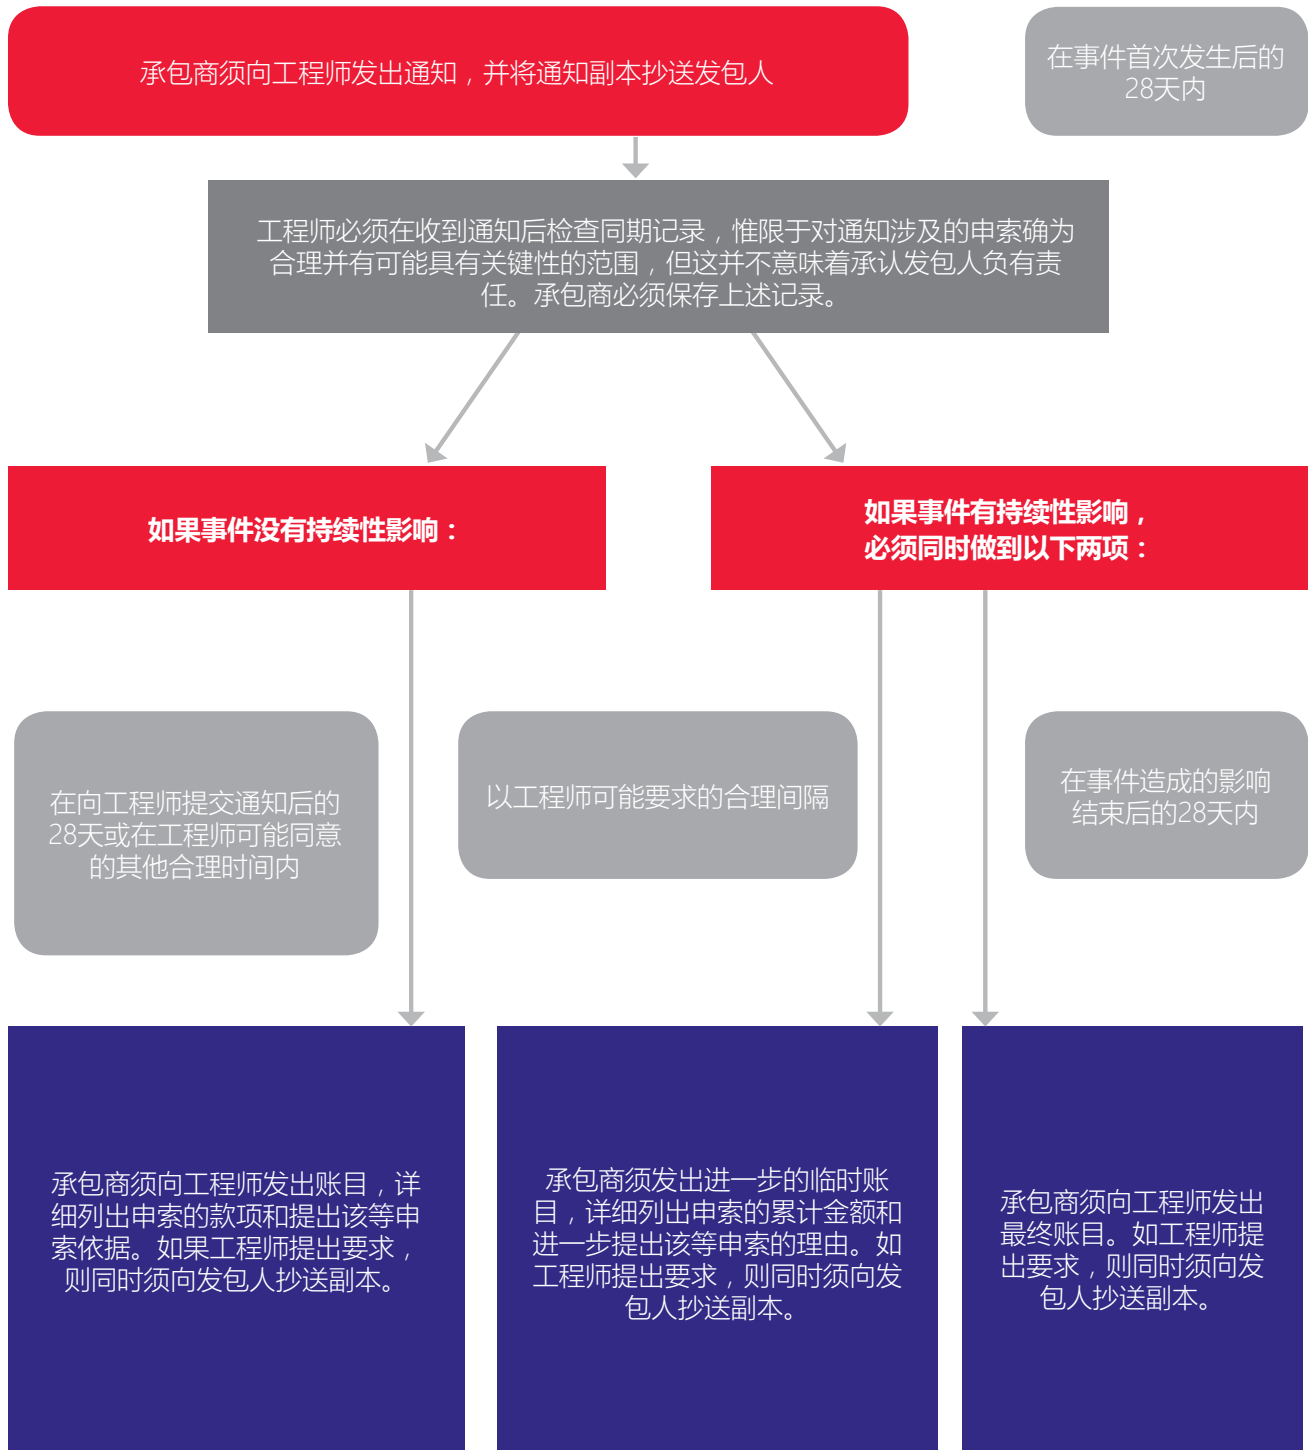 承包商须向工程师发出通知，并将通知副本抄送发包人
在事件首次发生后的
28天内
工程师必须在收到通知后检查同期记录，惟限于对通知涉及的申索确为
合理并有可能具有关键性的范围，但这并不意味着承认发包人负有责
任。承包商必须保存上述记录。
如果事件没有持续性影响：
如果事件有持续性影响，
必须同时做到以下两项：
在向工程师提交通知后的
28天或在工程师可能同意
的其他合理时间内
以工程师可能要求的合理间隔
在事件造成的影响
结束后的28天内
承包商须向工程师发出账目，详
细列出申索的款项和提出该等申
索依据。如果工程师提出要求，
则同时须向发包人抄送副本。
承包商须发出进一步的临时账
目，详细列出申索的累计金额和
进一步提出该等申索的理由。如
工程师提出要求，则同时须向发
包人抄送副本。
承包商须向工程师发出
最终账目。如工程师提
出要求，则同时须向发
包人抄送副本。